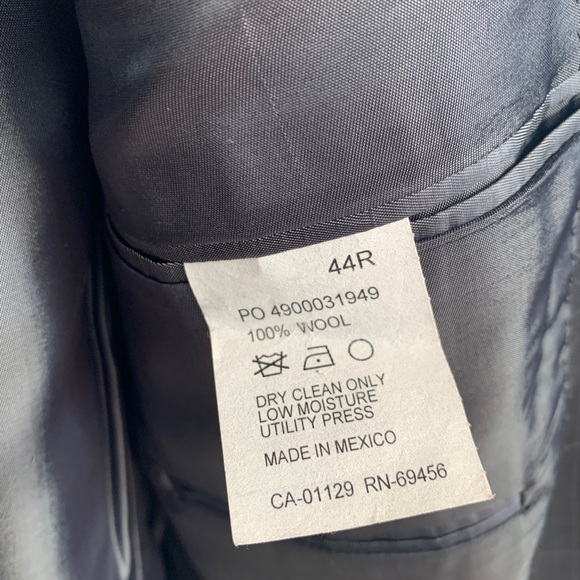 44R
PO 4900031949
100% WOOL
DRY CLEAN ONLY
LOW MOISTURE
UTILITY PRESS
MADE IN MEXICO
CA-01129 RN-69456